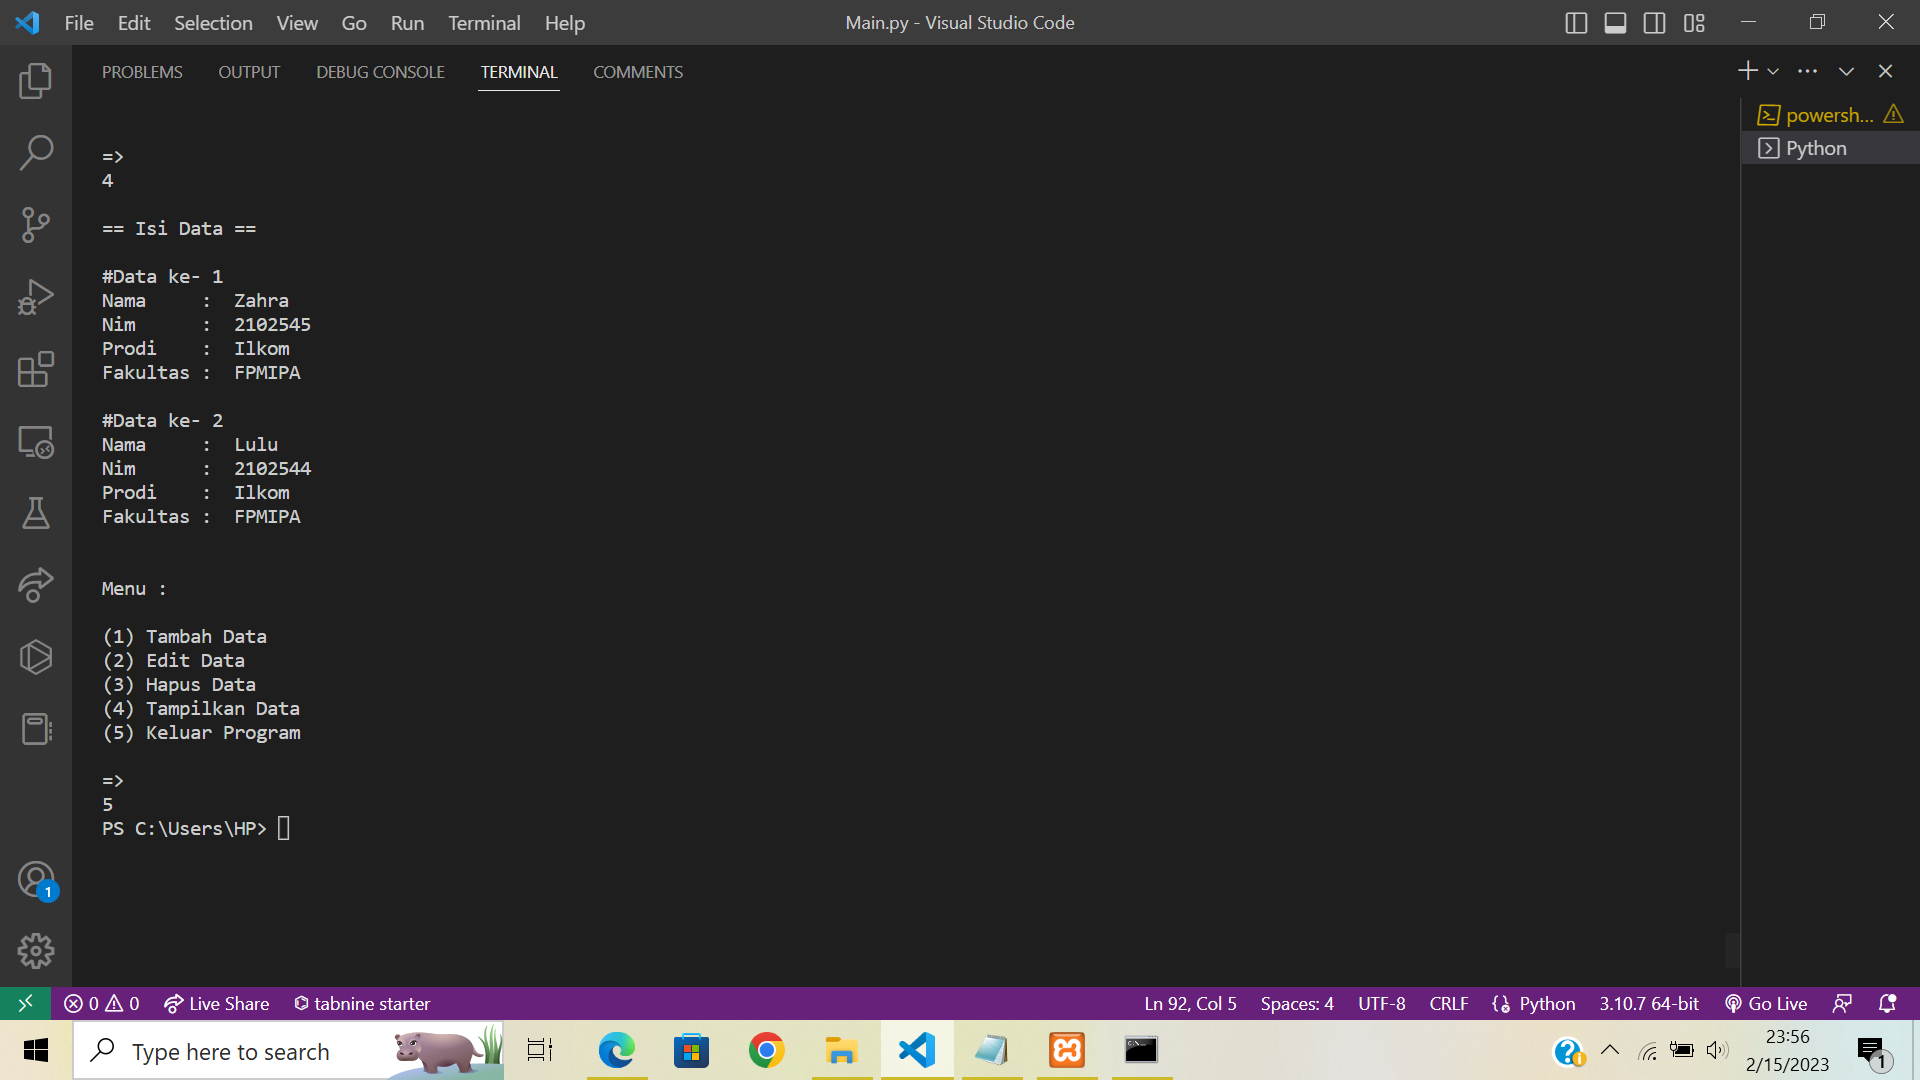 File Edit Selection View Go Run Terminal Help
Main.py - Visual Studio Code
PROBLEMS OUTPUT DEBUG CONSOLE TERMINAL COMMENTS
powersh...
Python
=>
4
== Isi Data ==
#Data ke- 1
Nama : Zahra
Nim : 2102545
Prodi : Ilkom
Fakultas : FPMIPA
#Data ke- 2
Nama : Lulu
Nim : 2102544
Prodi : Ilkom
Fakultas : FPMIPA
Menu :
(1) Tambah Data
(2) Edit Data
(3) Hapus Data
(4) Tampilkan Data
(5) Keluar Program
=>
5
PS C:\Users\HP>
1
0 0 Live Share tabnine starter Ln 92, Col 5 Spaces: 4 UTF-8 CRLF Python 3.10.7 64-bit Go Live
Type here to search
23:56
2/15/2023
1